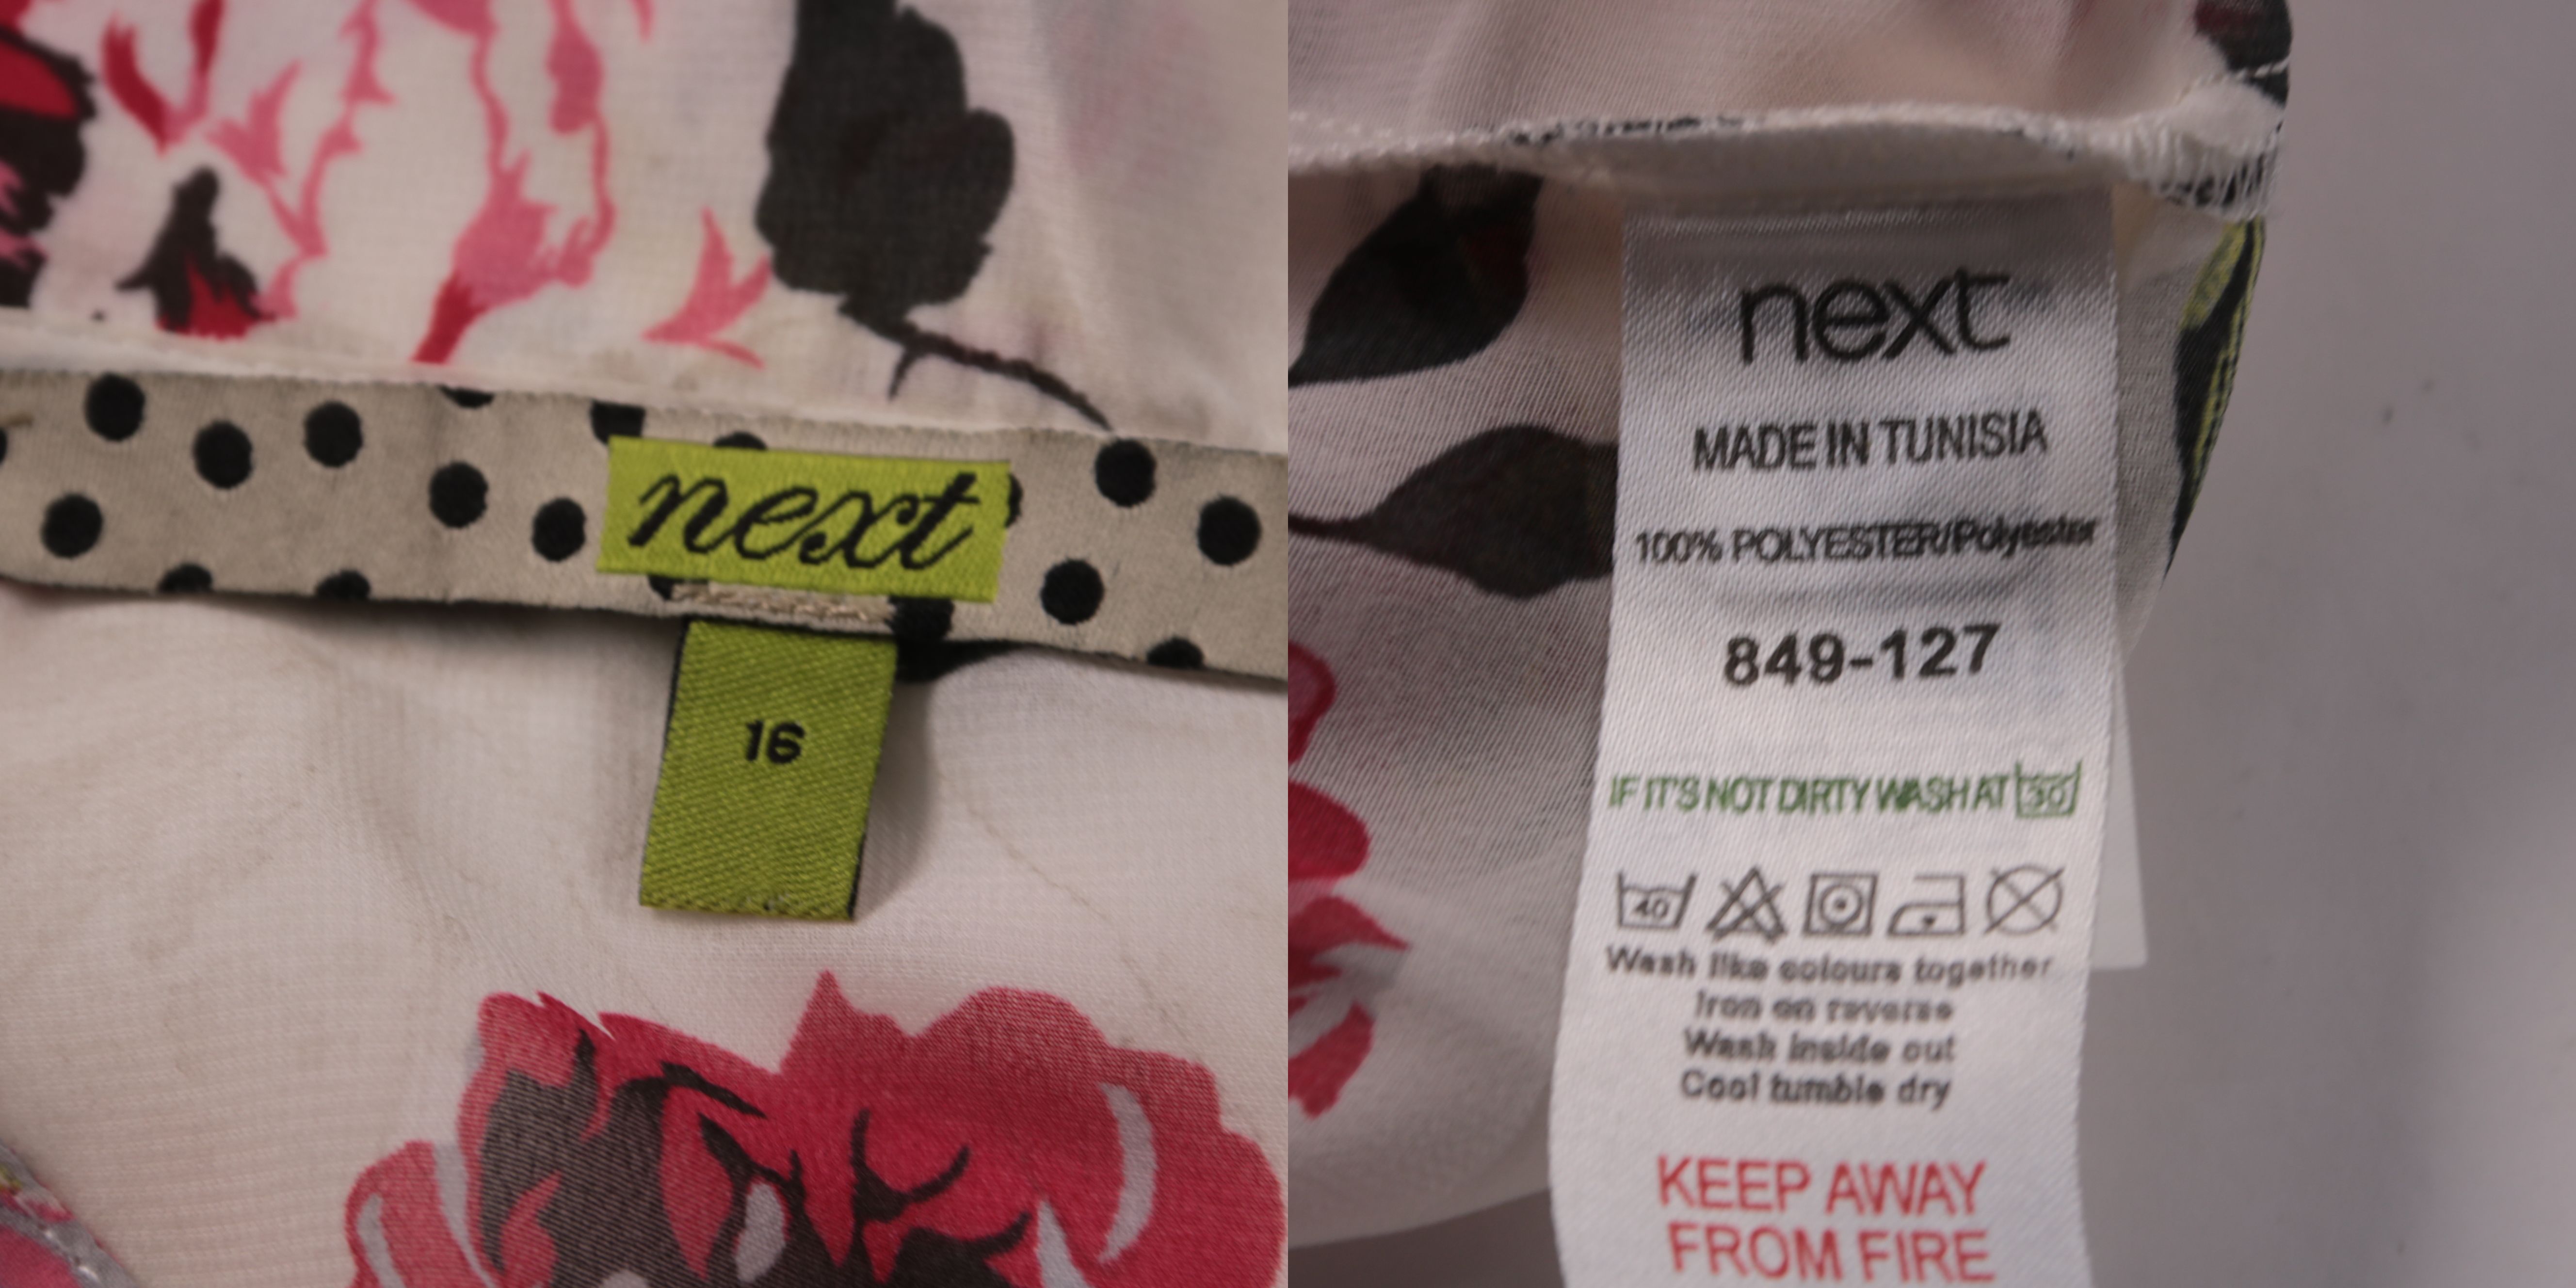 next
16
next
MADE IN TUNISIA
100% POLYESTER/Polyester
849-127
IF IT'S NOT DIRTY WASH AT 30
40
Wash like colours together
Iron on reverse
Wash inside out
Cool tumble dry
KEEP AWAY
FROM FIRE